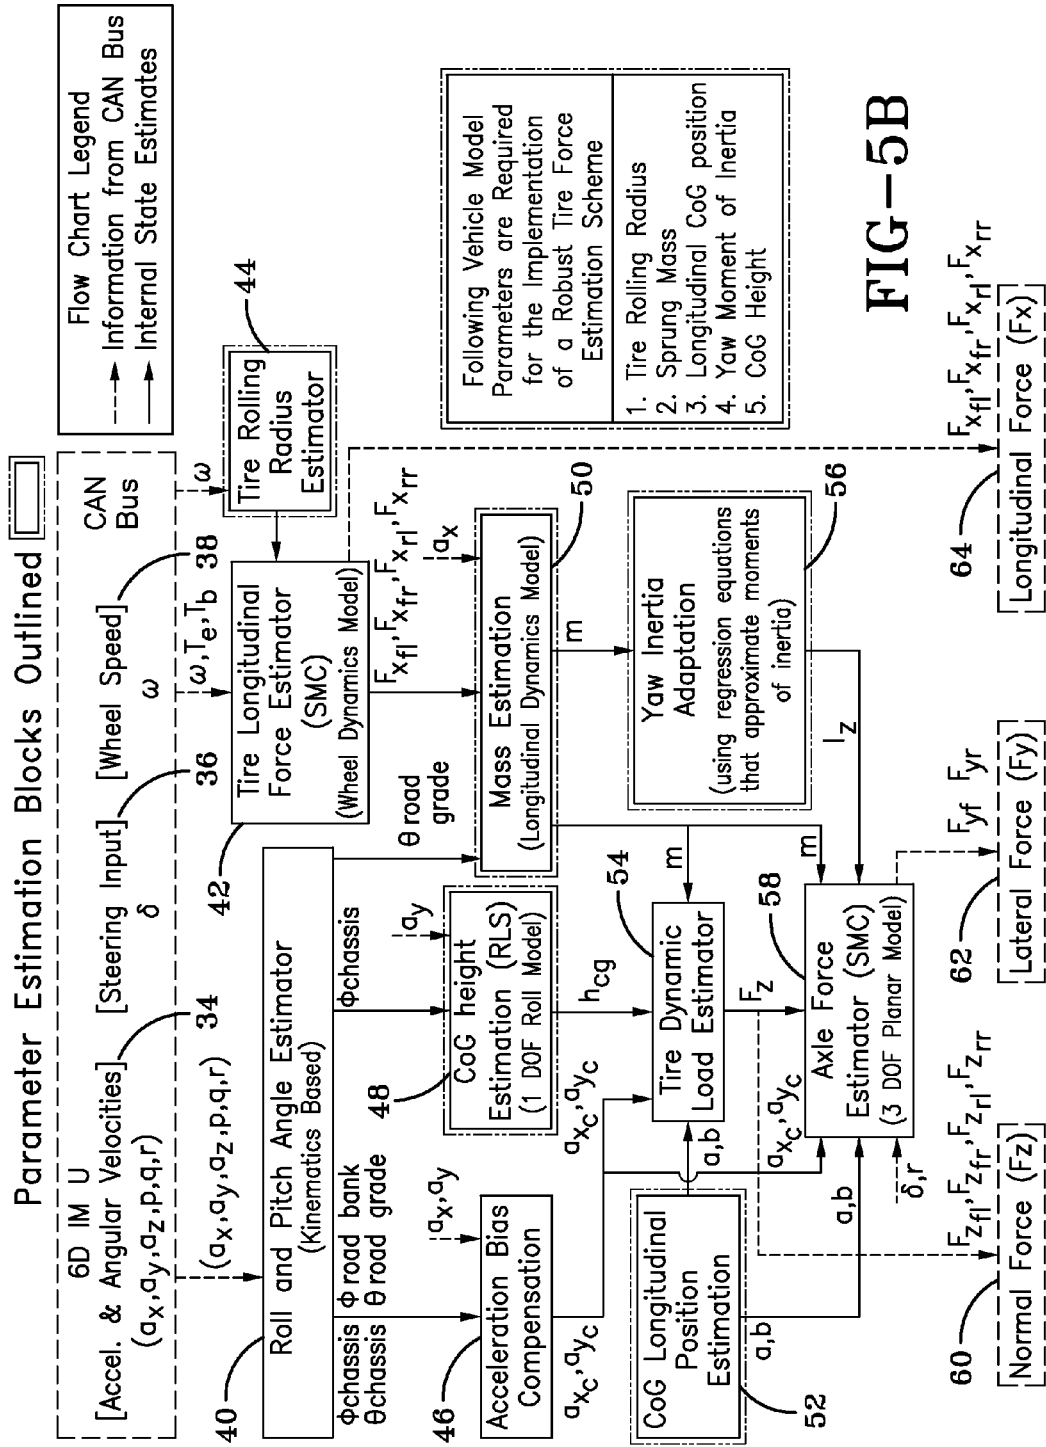 Parameter Estimation Blocks Outlined
Flow Chart Legend
Information from CAN Bus
Internal State Estimates
6D IM U
[Accel. & Angular Velocities]
(ax,ay,az,p,q,r)
34
[Steering Input]
δ
36
[Wheel Speed]
ω
38
CAN
Bus
(ax,ay,az,p,q,r)
ω,Te,Tb
ω
44
Tire Rolling
Radius
Estimator
40
Roll and Pitch Angle Estimator
(Kinematics Based)
42
Tire Longitudinal
Force Estimator
(SMC)
(Wheel Dynamics Model)
Φchassis
θchassis
Φ road bank
θ road grade
Φchassis
θ road
grade
Fxfl,Fxfr,Fxrl,Fxrr
ax,ay
ay
ax
46
Acceleration Bias
Compensation
48
CoG height
Estimation (RLS)
(1 DOF Roll Model)
Mass Estimation
(Longitudinal Dynamics Model)
50
axc,ayc
axc,ayc
hcg
m
m
52
CoG Longitudinal
Position
Estimation
a,b
Tire Dynamic
Load Estimator
54
Yaw Inertia
Adaptation
(using regression equations
that approximate moments
of inertia)
56
a,b
axc,ayc
Fz
58
m
Iz
a,b
δ,r
Axle Force
Estimator (SMC)
(3 DOF Planar Model)
Fzfl,Fzfr,Fzrl,Fzrr
Fyf Fyr
Fxfl,Fxfr,Fxrl,Fxrr
60
Normal Force (Fz)
62
Lateral Force (Fy)
64
Longitudinal Force (Fx)
Following Vehicle Model
Parameters are Required
for the Implementation
of a Robust Tire Force
Estimation Scheme
1. Tire Rolling Radius
2. Sprung Mass
3. Longitudinal CoG position
4. Yaw Moment of Inertia
5. CoG Height
FIG-5B